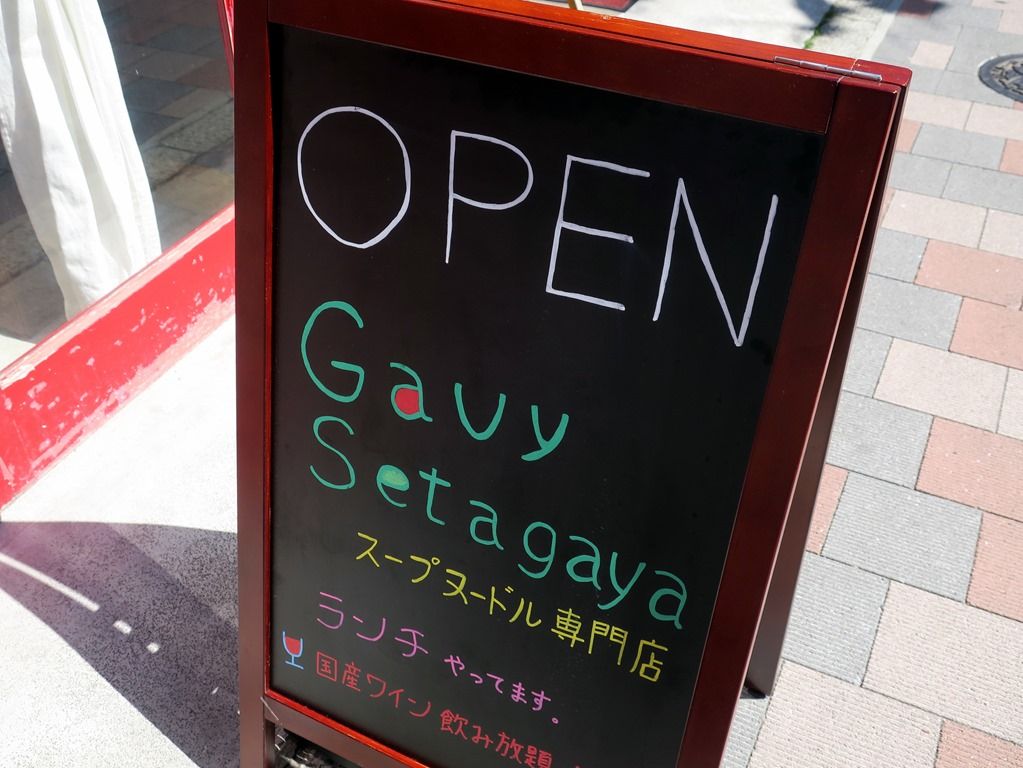 OPEN
Gavy
Setagaya
スープヌードル専門店
ランチ やってます。
国産ワイン 飲み放題